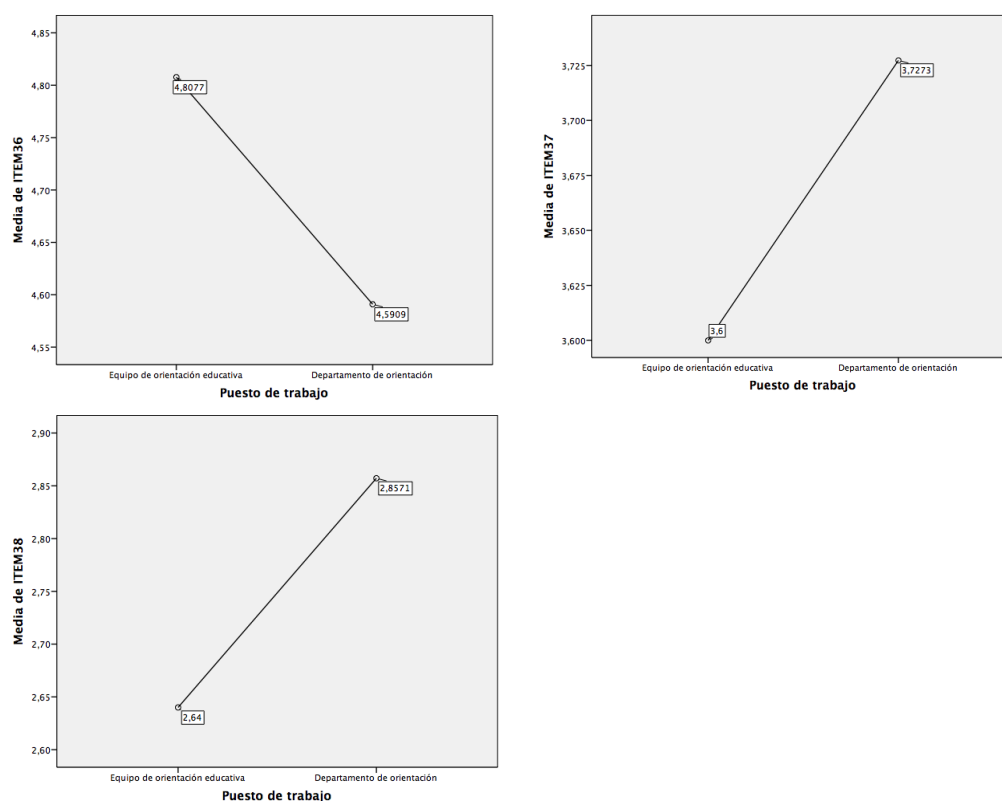 Media de ITEM36
4,85
4,80
4,75
4,70
4,65
4,60
4,55
4,8077
4,5909
Equipo de orientación educativa
Departamento de orientación
Puesto de trabajo
Media de ITEM37
3,725
3,700
3,675
3,650
3,625
3,600
3,7273
3,6
Equipo de orientación educativa
Departamento de orientación
Puesto de trabajo
Media de ITEM38
2,90
2,85
2,80
2,75
2,70
2,65
2,60
2,8571
2,64
Equipo de orientación educativa
Departamento de orientación
Puesto de trabajo